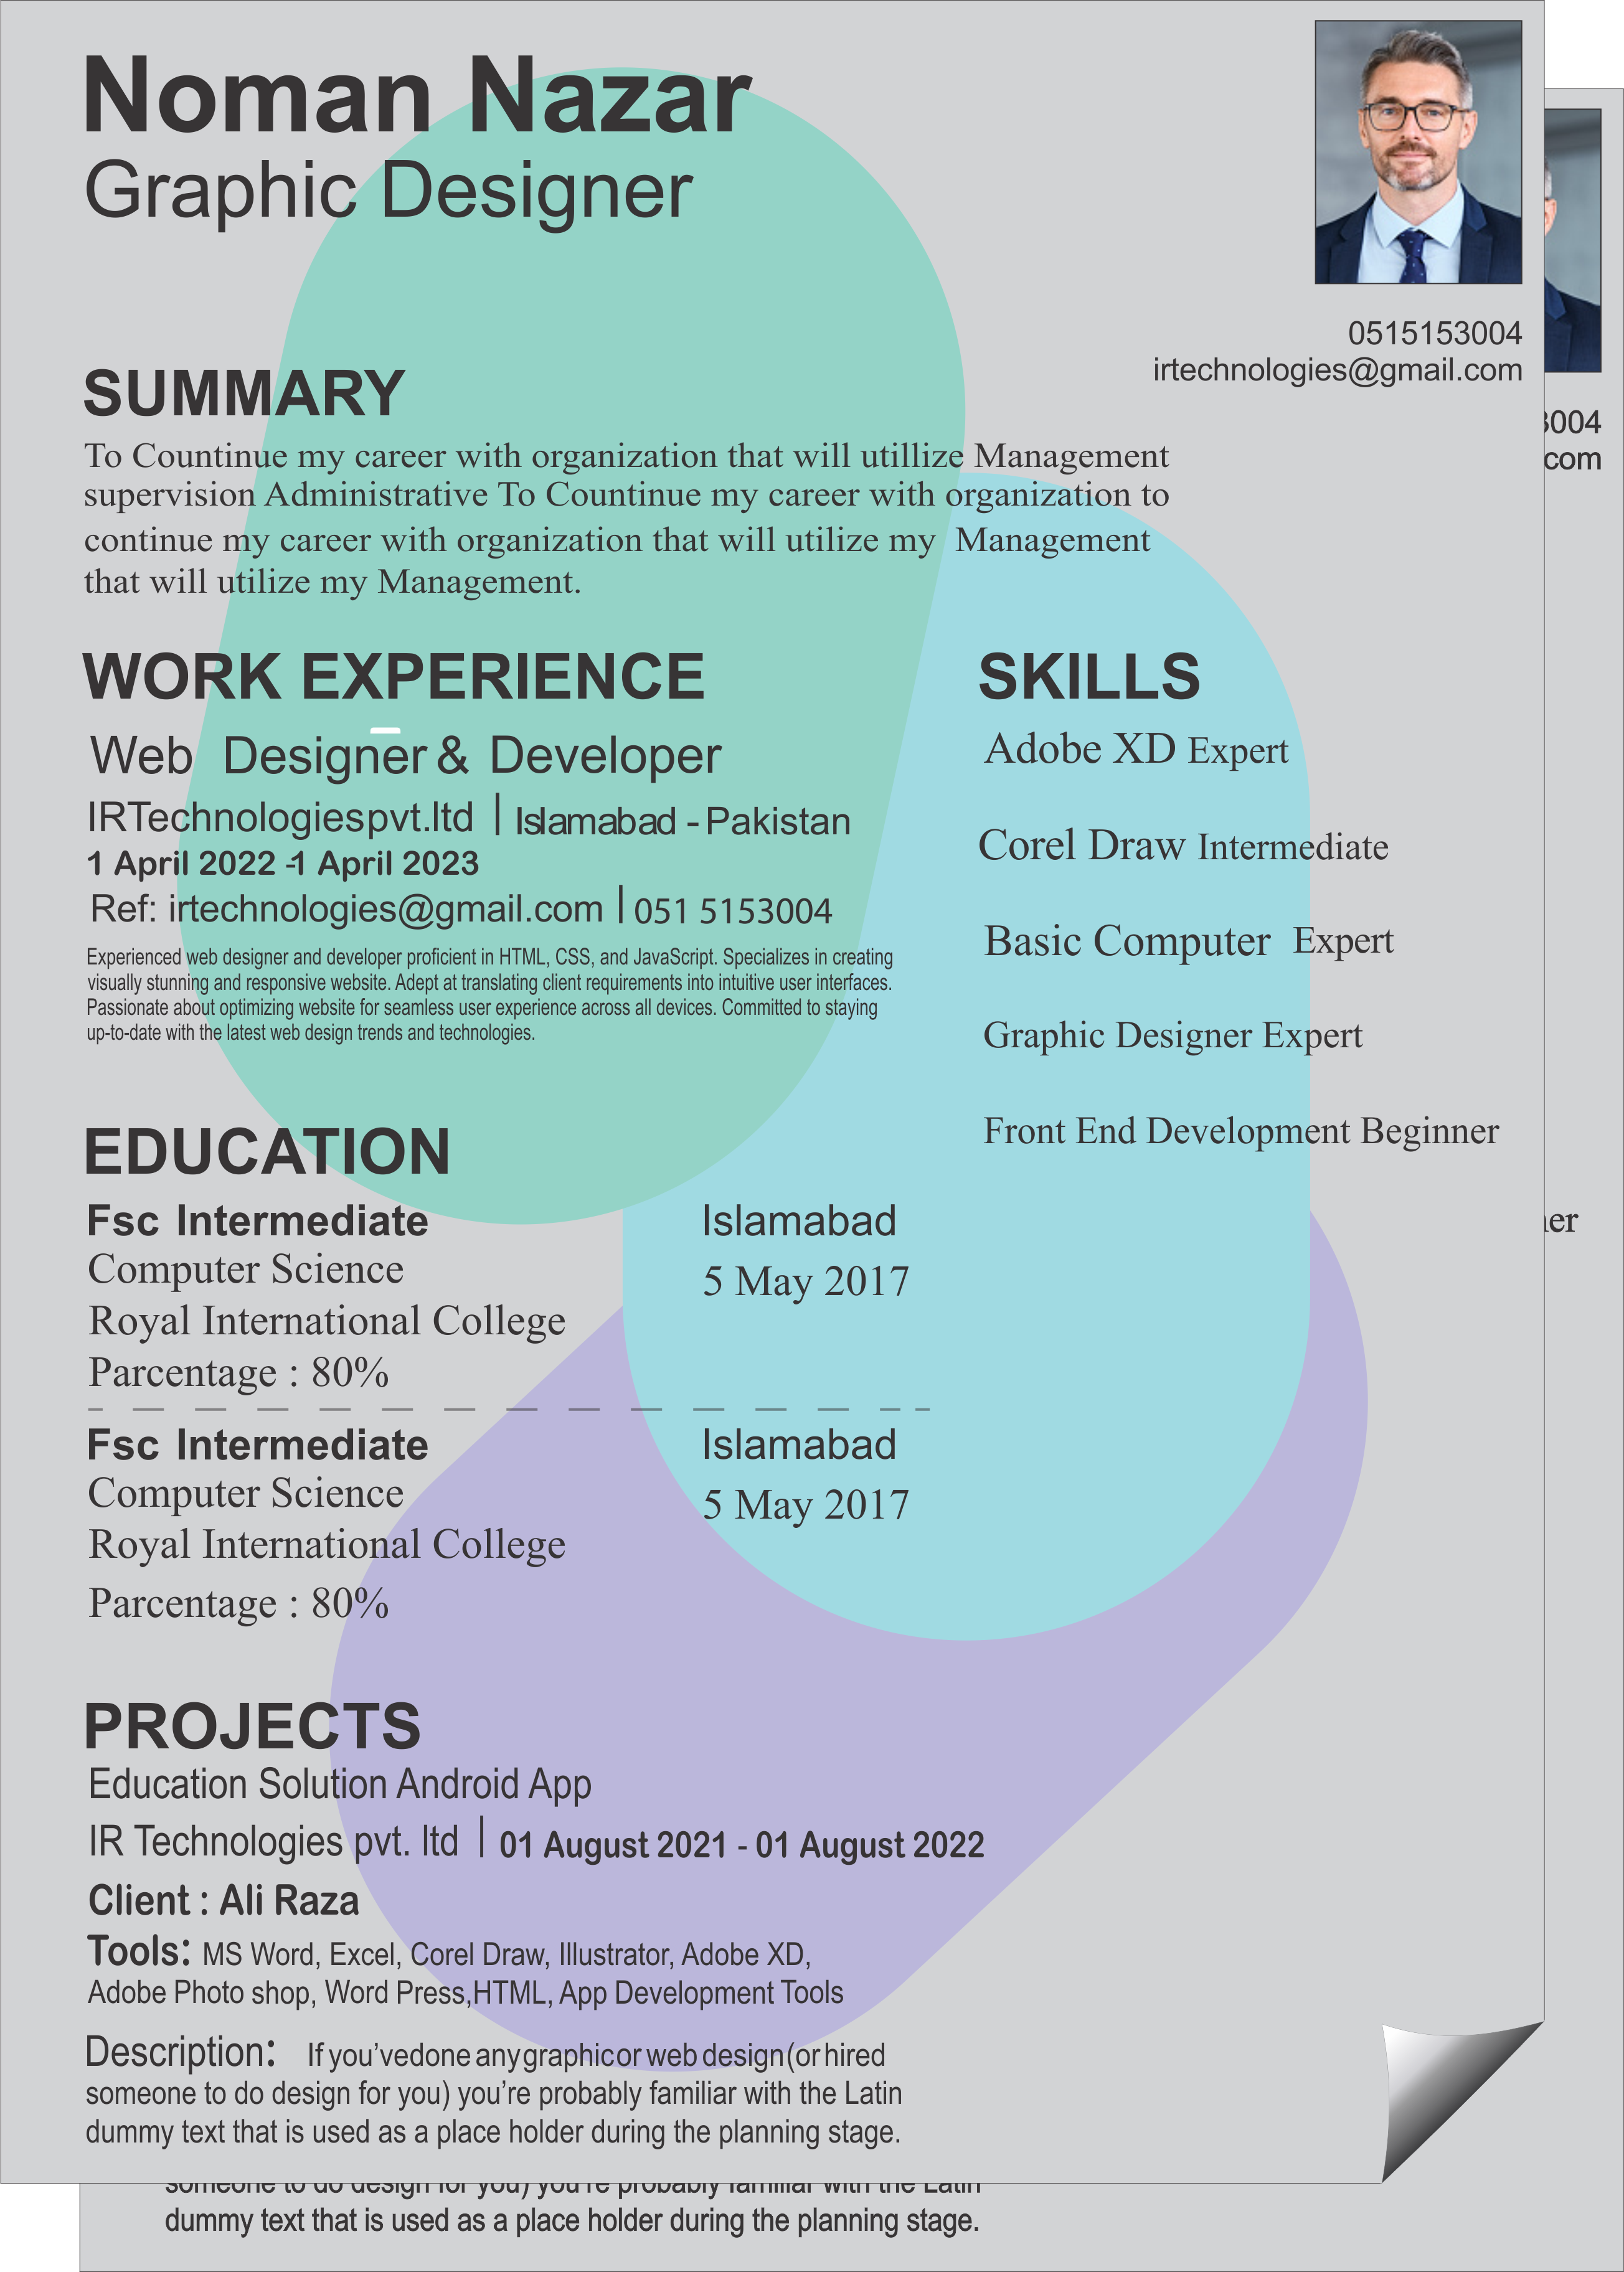 Noman Nazar
Graphic Designer
0515153004
irtechnologies@gmail.com
SUMMARY
To Countinue my career with organization that will utillize Management
supervision Administrative To Countinue my career with organization to
continue my career with organization that will utilize my Management
that will utilize my Management.
WORK EXPERIENCE
Web Designer & Developer
IRTechnologiespvt.ltd | Islamabad - Pakistan
1 April 2022 -1 April 2023
Ref: irtechnologies@gmail.com | 051 5153004
Experienced web designer and developer proficient in HTML, CSS, and JavaScript. Specializes in creating
visually stunning and responsive website. Adept at translating client requirements into intuitive user interfaces.
Passionate about optimizing website for seamless user experience across all devices. Committed to staying
up-to-date with the latest web design trends and technologies.
SKILLS
Adobe XD Expert
Corel Draw Intermediate
Basic Computer Expert
Graphic Designer Expert
Front End Development Beginner
EDUCATION
Fsc Intermediate Islamabad
Computer Science 5 May 2017
Royal International College
Parcentage : 80%
Fsc Intermediate Islamabad
Computer Science 5 May 2017
Royal International College
Parcentage : 80%
PROJECTS
Education Solution Android App
IR Technologies pvt. ltd | 01 August 2021 - 01 August 2022
Client : Ali Raza
Tools: MS Word, Excel, Corel Draw, Illustrator, Adobe XD,
Adobe Photo shop, Word Press,HTML, App Development Tools
Description: If you’vedone any graphic or web design (or hired
someone to do design for you) you’re probably familiar with the Latin
dummy text that is used as a place holder during the planning stage.
3004
com
er
someone to do design for you) you’re probably familiar with the Latin
dummy text that is used as a place holder during the planning stage.